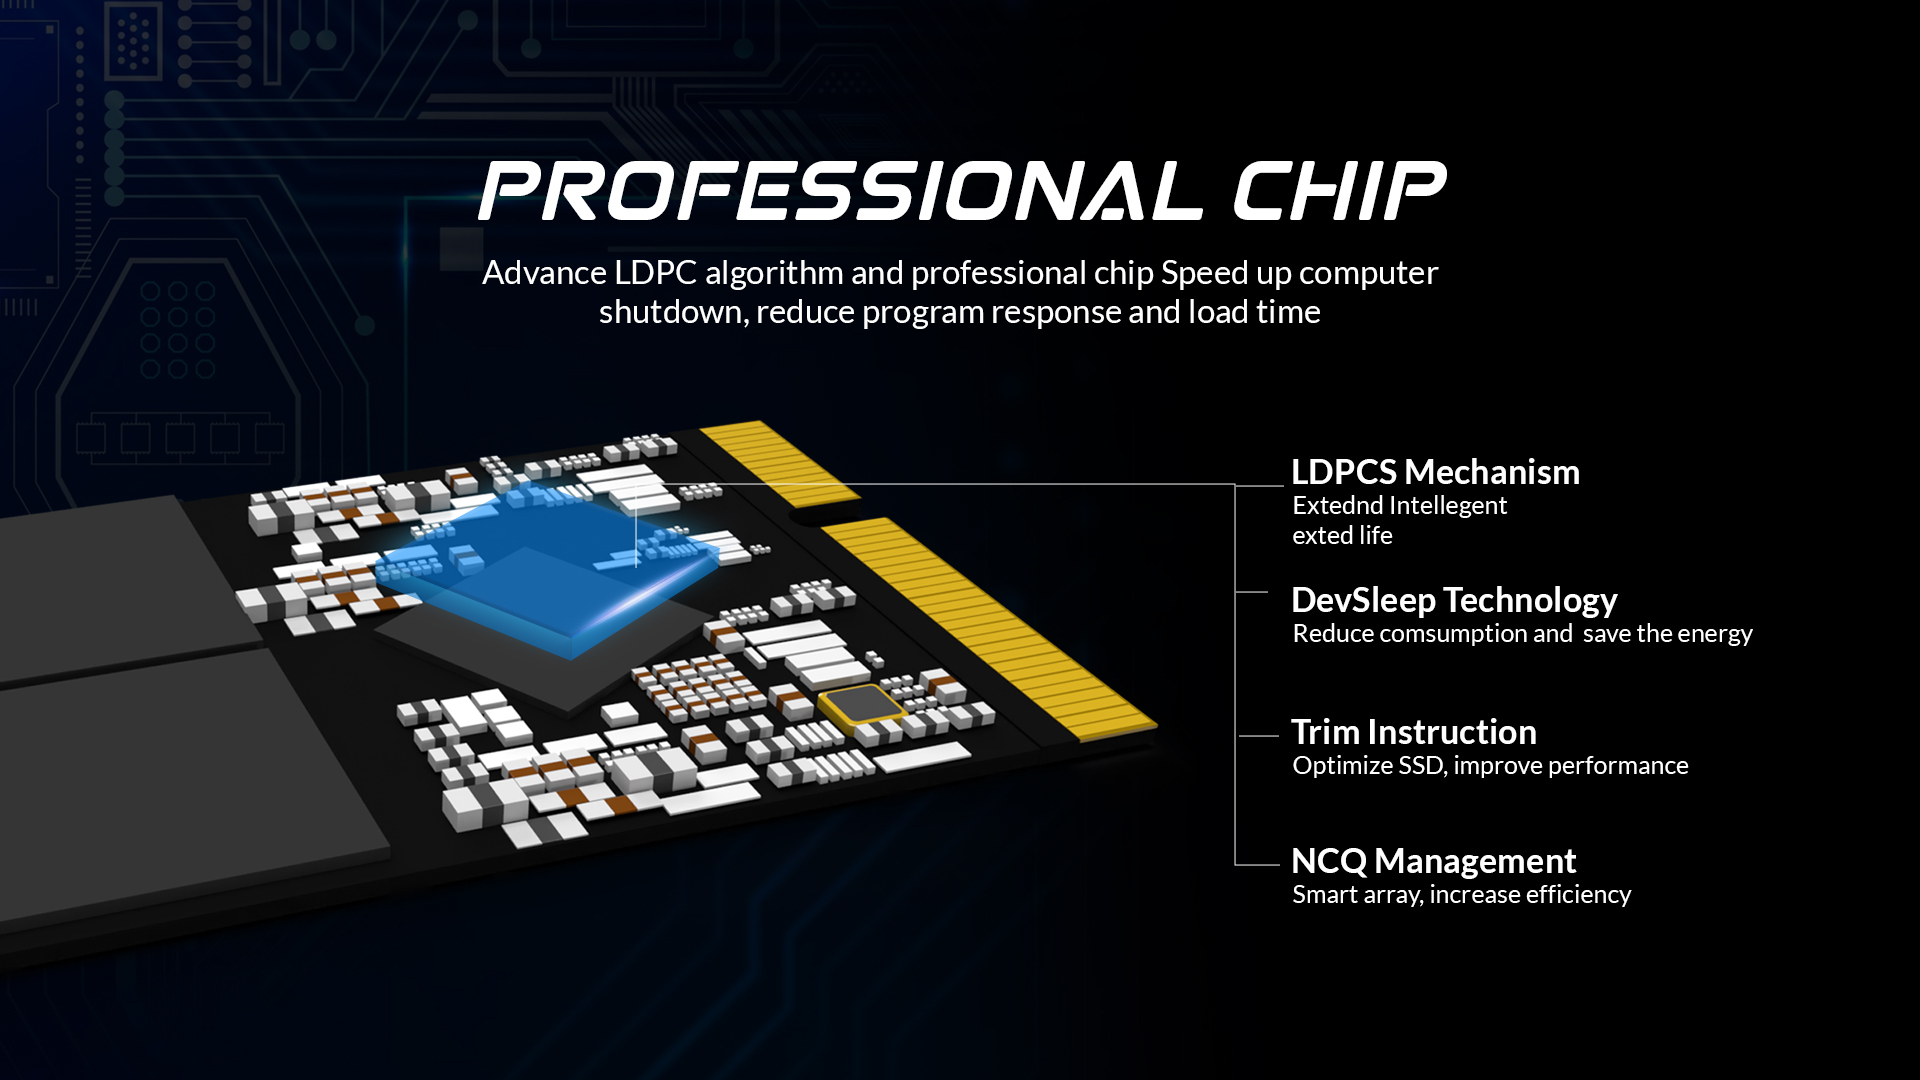 PROFESSIONAL CHIP
Advance LDPC algorithm and professional chip Speed up computer
shutdown, reduce program response and load time
LDPCS Mechanism
Extednd Intellegent
exted life
DevSleep Technology
Reduce comsumption and  save the energy
Trim Instruction
Optimize SSD, improve performance
NCQ Management
Smart array, increase efficiency